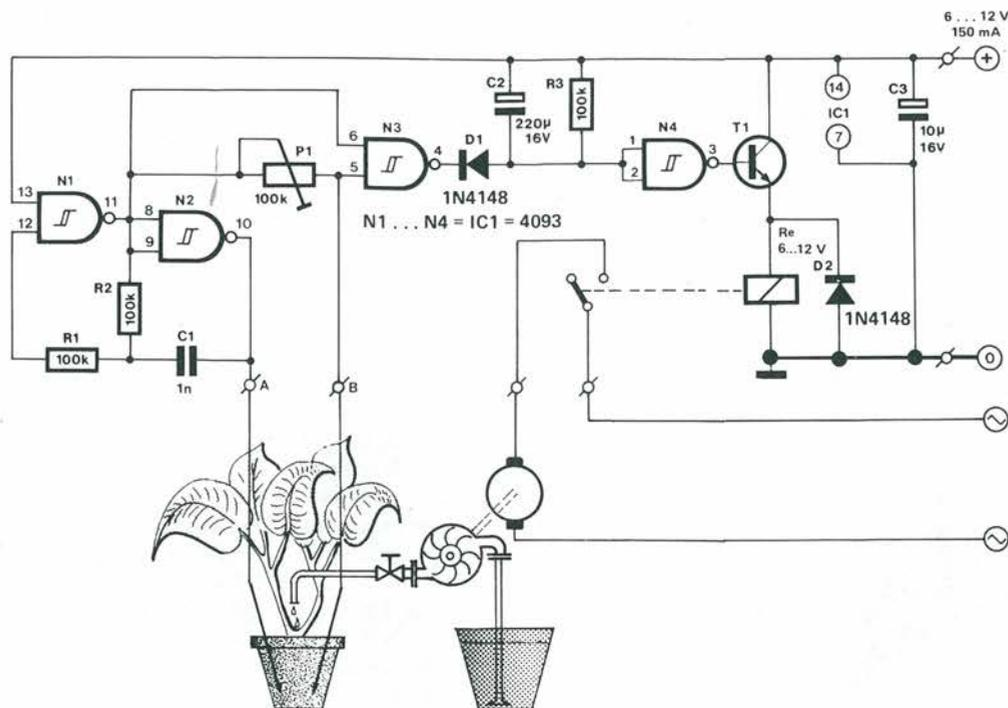 6 ... 12 V
150 mA
+
C2
220µ
16V
R3
100k
14
IC1
7
C3
10µ
16V
N3
6
5
4
D1
1N4148
N4
1
2
3
T1
P1
100k
N1 ... N4 = IC1 = 4093
N1
13
12
11
N2
8
9
10
R2
100k
R1
100k
C1
1n
A
B
Re
6...12 V
D2
1N4148
0